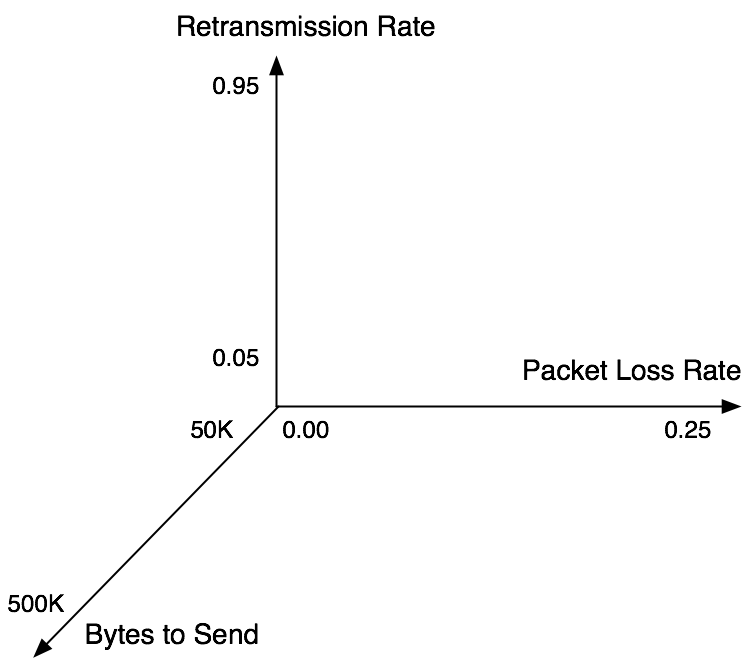 Retransmission Rate
0.95
0.05
Packet Loss Rate
50K
0.00
0.25
500K
Bytes to Send